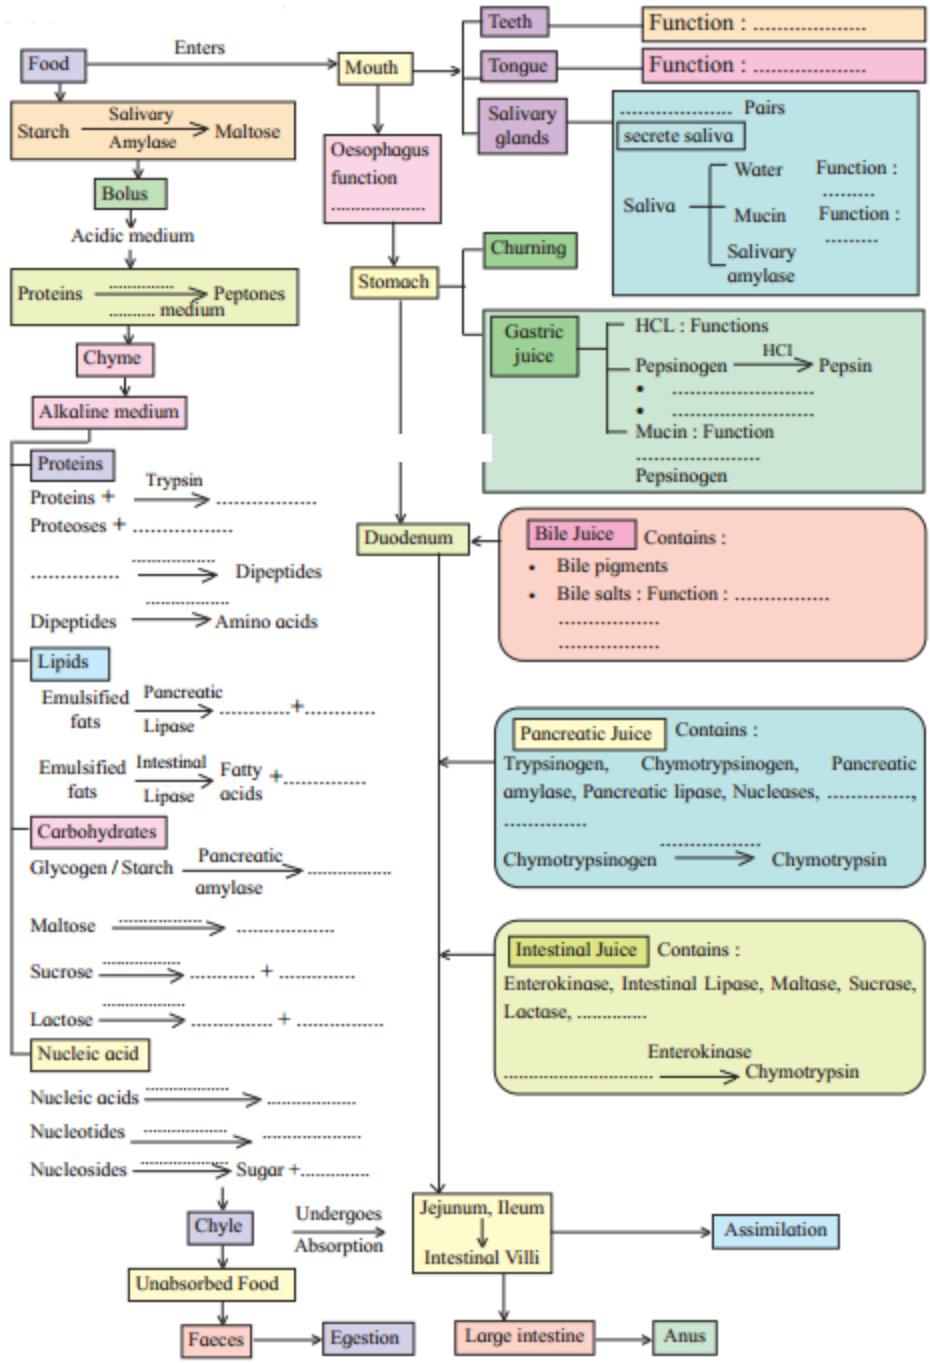 Teeth
Function : ....................
Enters
Food
Mouth
Tongue
Function : ....................
Salivary
glands
Starch
Salivary
Amylase
Maltose
Oesophagus
function
....................
.................... Pairs
secrete saliva
Saliva
Water
Function :
.........
Mucin
Function :
.........
Salivary
amylase
Bolus
Acidic medium
Proteins
.............
.......... medium
Peptones
Stomach
Churning
Gastric
juice
HCL : Functions
Pepsinogen
HCl
Pepsin
• .........................
• .........................
Mucin : Function
......................
Pepsinogen
Chyme
Alkaline medium
Proteins
Proteins +
Trypsin
..................
Proteoses + ..................
................
...............
Dipeptides
Dipeptides
...............
Amino acids
Duodenum
Bile Juice
Contains :
• Bile pigments
• Bile salts : Function : .................
..................
..................
Lipids
Emulsified
fats
Pancreatic
Lipase
.............+.............
Emulsified
fats
Intestinal
Lipase
Fatty
acids
+...............
Pancreatic Juice
Contains :
Trypsinogen, Chymotrypsinogen, Pancreatic
amylase, Pancreatic lipase, Nucleases, ...............,
...............
Chymotrypsinogen
..................
Chymotrypsin
Carbohydrates
Glycogen / Starch
Pancreatic
amylase
...............
Maltose
...............
..................
Sucrose
..............
............ + ..............
Lactose
...............
............... + ................
Intestinal Juice
Contains :
Enterokinase, Intestinal Lipase, Maltase, Sucrase,
Lactase, .............
...........................
Enterokinase
Chymotrypsin
Nucleic acid
Nucleic acids
...............
................
Nucleotides
...............
..................
Nucleosides
................
Sugar +.............
Chyle
Undergoes
Absorption
Jejunum, Ileum
Intestinal Villi
Assimilation
Unabsorbed Food
Faeces
Egestion
Large intestine
Anus